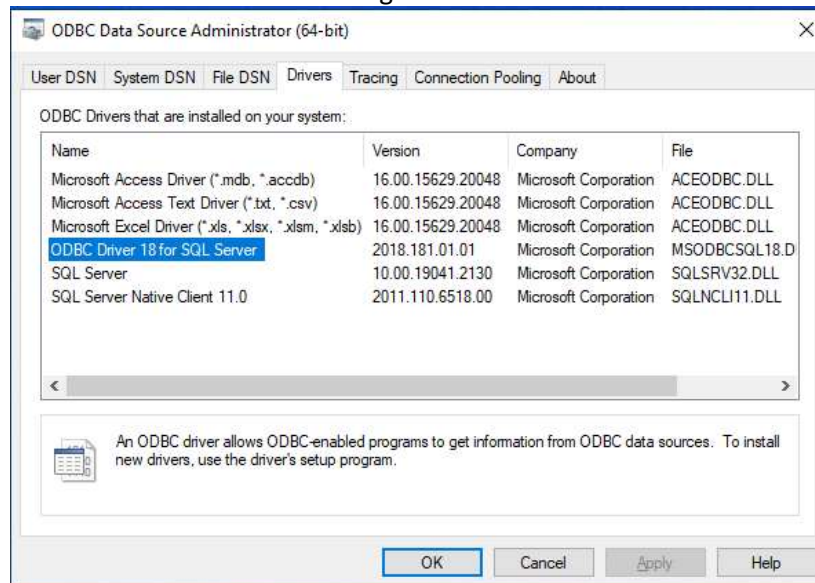 ODBC Data Source Administrator (64-bit)
User DSN System DSN File DSN Drivers Tracing Connection Pooling About
ODBC Drivers that are installed on your system:
Name Version Company File
Microsoft Access Driver (*.mdb, *.accdb) 16.00.15629.20048 Microsoft Corporation ACEODBC.DLL
Microsoft Access Text Driver (*.txt, *.csv) 16.00.15629.20048 Microsoft Corporation ACEODBC.DLL
Microsoft Excel Driver (*.xls, *.xlsx, *.xlsm, *.xlsb) 16.00.15629.20048 Microsoft Corporation ACEODBC.DLL
ODBC Driver 18 for SQL Server 2018.181.01.01 Microsoft Corporation MSODBCSQL18.D
SQL Server 10.00.19041.2130 Microsoft Corporation SQLSRV32.DLL
SQL Server Native Client 11.0 2011.110.6518.00 Microsoft Corporation SQLNCLI11.DLL
An ODBC driver allows ODBC-enabled programs to get information from ODBC data sources. To install
new drivers, use the driver's setup program.
OK Cancel Apply Help